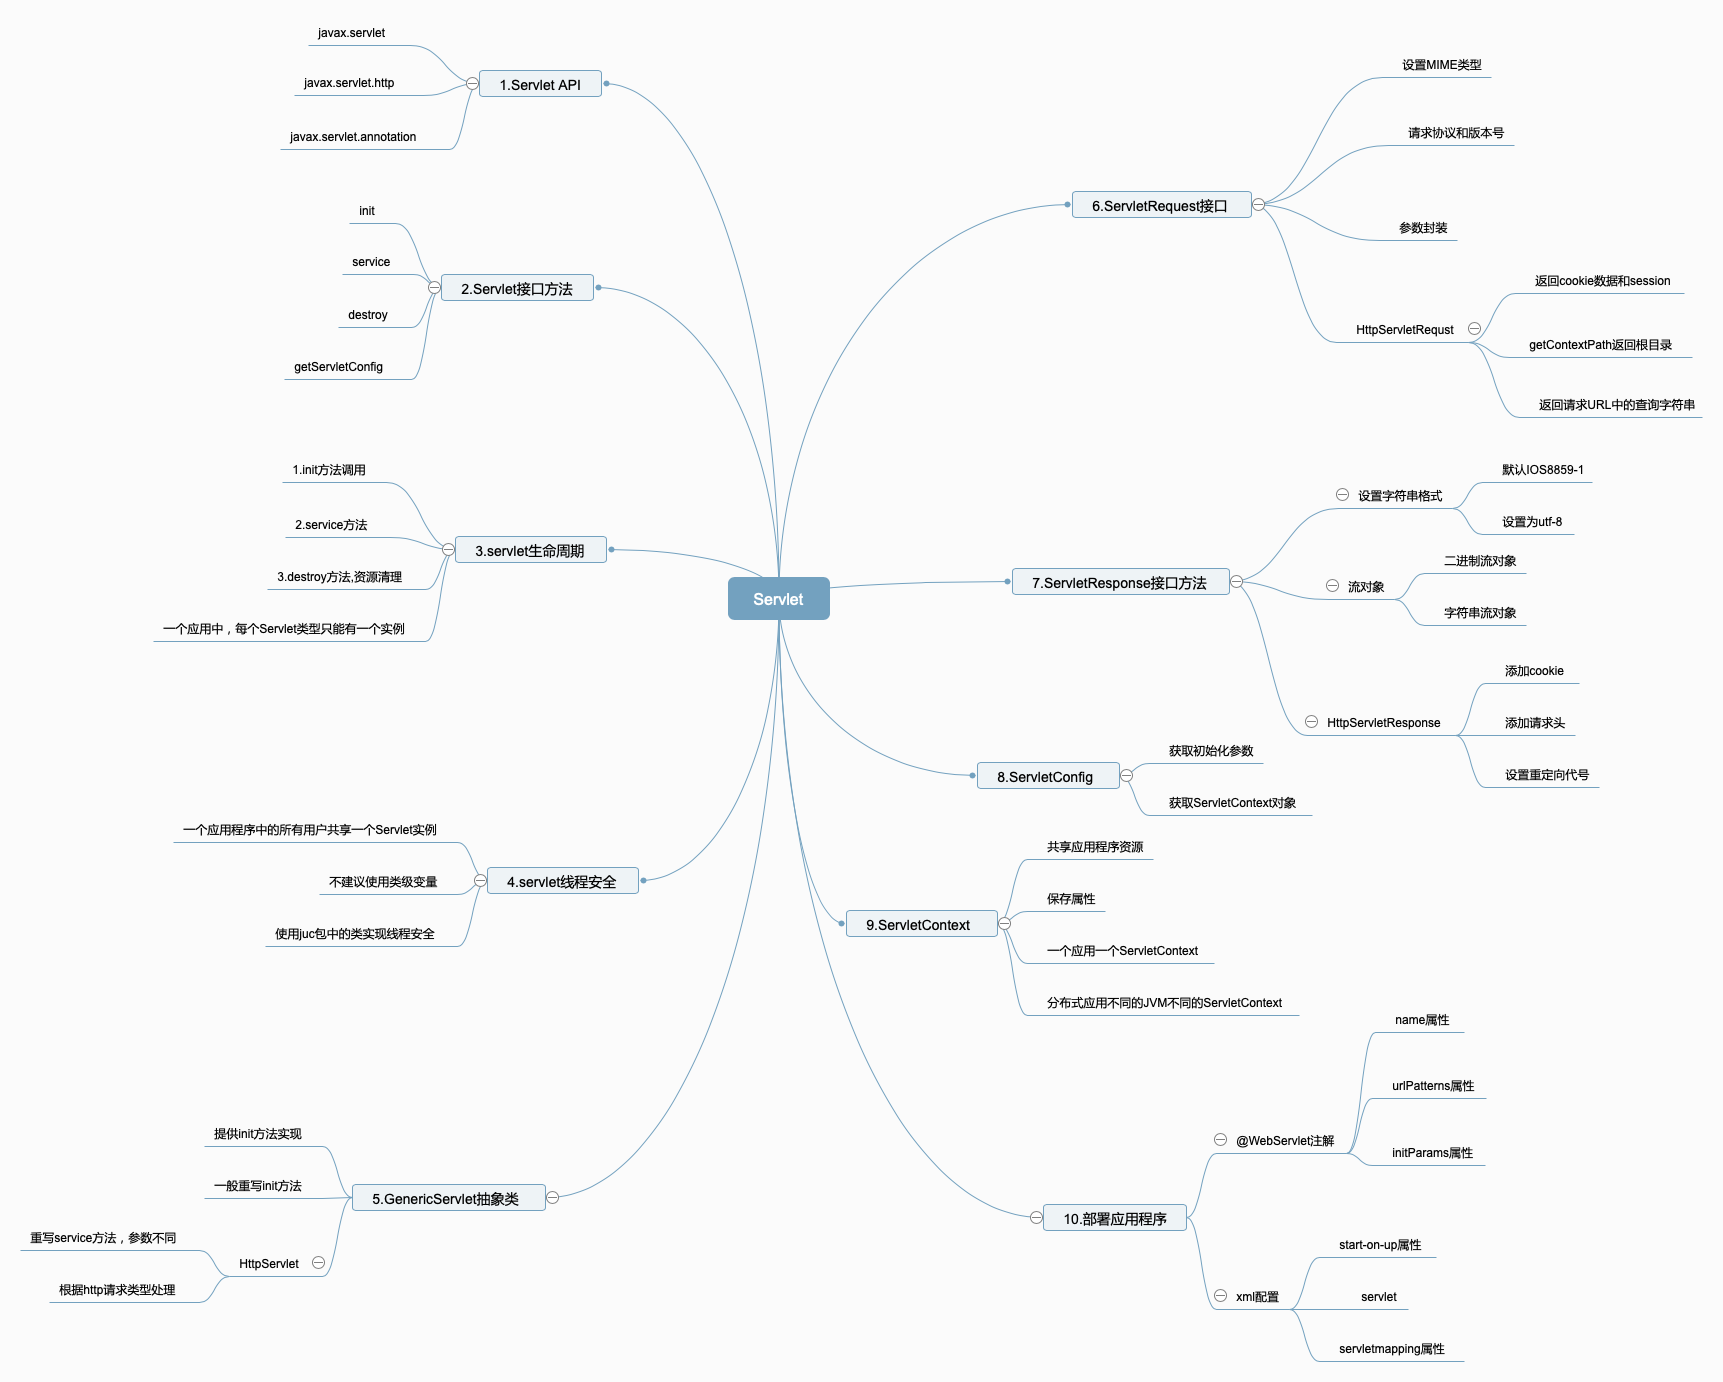 Servlet
1.Servlet API
javax.servlet
javax.servlet.http
javax.servlet.annotation
2.Servlet接口方法
init
service
destroy
getServletConfig
3.servlet生命周期
1.init方法调用
2.service方法
3.destroy方法,资源清理
一个应用中，每个Servlet类型只能有一个实例
4.servlet线程安全
一个应用程序中的所有用户共享一个Servlet实例
不建议使用类级变量
使用juc包中的类实现线程安全
5.GenericServlet抽象类
提供init方法实现
一般重写init方法
HttpServlet
重写service方法，参数不同
根据http请求类型处理
6.ServletRequest接口
设置MIME类型
请求协议和版本号
参数封装
HttpServletRequst
返回cookie数据和session
getContextPath返回根目录
返回请求URL中的查询字符串
7.ServletResponse接口方法
设置字符串格式
默认IOS8859-1
设置为utf-8
流对象
二进制流对象
字符串流对象
HttpServletResponse
添加cookie
添加请求头
设置重定向代号
8.ServletConfig
获取初始化参数
获取ServletContext对象
9.ServletContext
共享应用程序资源
保存属性
一个应用一个ServletContext
分布式应用不同的JVM不同的ServletContext
10.部署应用程序
@WebServlet注解
name属性
urlPatterns属性
initParams属性
xml配置
start-on-up属性
servlet
servletmapping属性